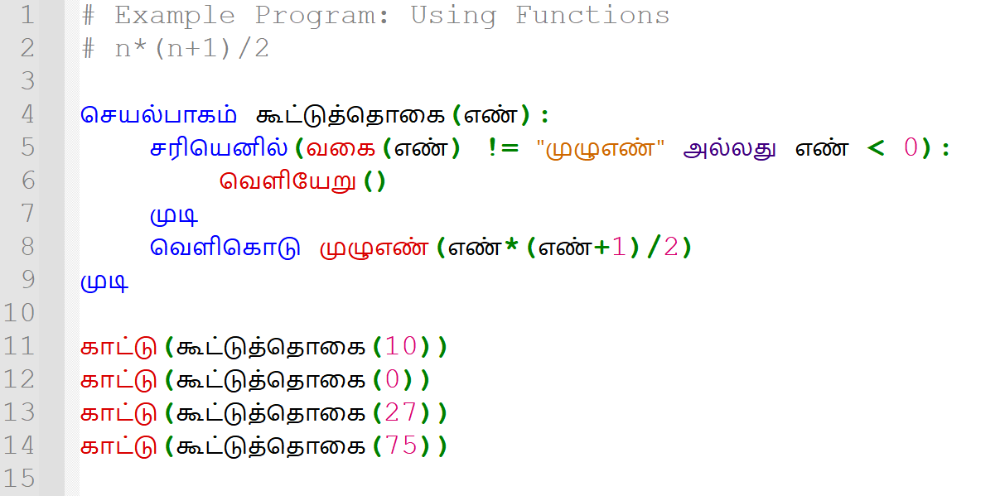 1 # Example Program: Using Functions
2 # n*(n+1)/2
3
4 செயல்பாகம் கூட்டுத்தொகை(எண்):
5 சரியெனில்(வகை(எண்) != "முழுஎண்" அல்லது எண் < 0):
6 வெளியேறு()
7 முடி
8 வெளிகொடு முழுஎண்(எண்*(எண்+1)/2)
9 முடி
10
11 காட்டு(கூட்டுத்தொகை(10))
12 காட்டு(கூட்டுத்தொகை(0))
13 காட்டு(கூட்டுத்தொகை(27))
14 காட்டு(கூட்டுத்தொகை(75))
15